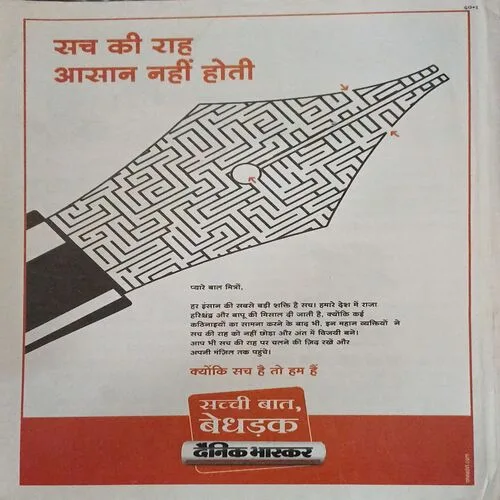 सच की राह
आसान नहीं होती
प्यारे बाल मित्रों,
हर इंसान की सबसे बड़ी शक्ति है सच। हमारे देश में राजा
हरिश्चंद्र और बापू की मिसाल दी जाती है, क्योंकि कई
कठिनाइयों का सामना करने के बाद भी, इन महान व्यक्तियों ने
सच की राह को नहीं छोड़ा और अंत में विजयी बने।
आप भी सच की राह पर चलने की ज़िद रखें और
अपनी मंज़िल तक पहुंचे।
क्योंकि सच है तो हम हैं
सच्ची बात,
बेधड़क
दैनिक भास्कर